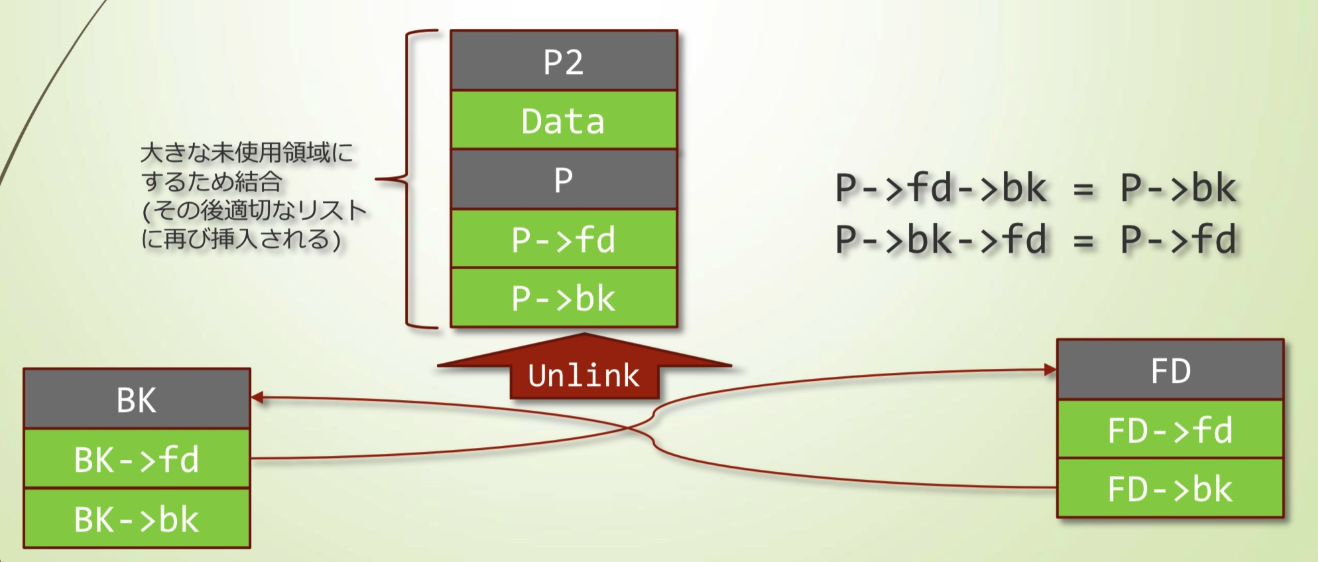 P2
Data
P
P->fd
P->bk
大きな未使用領域に
するため結合
(その後適切なリスト
に再び挿入される)
P->fd->bk = P->bk
P->bk->fd = P->fd
Unlink
BK
BK->fd
BK->bk
FD
FD->fd
FD->bk